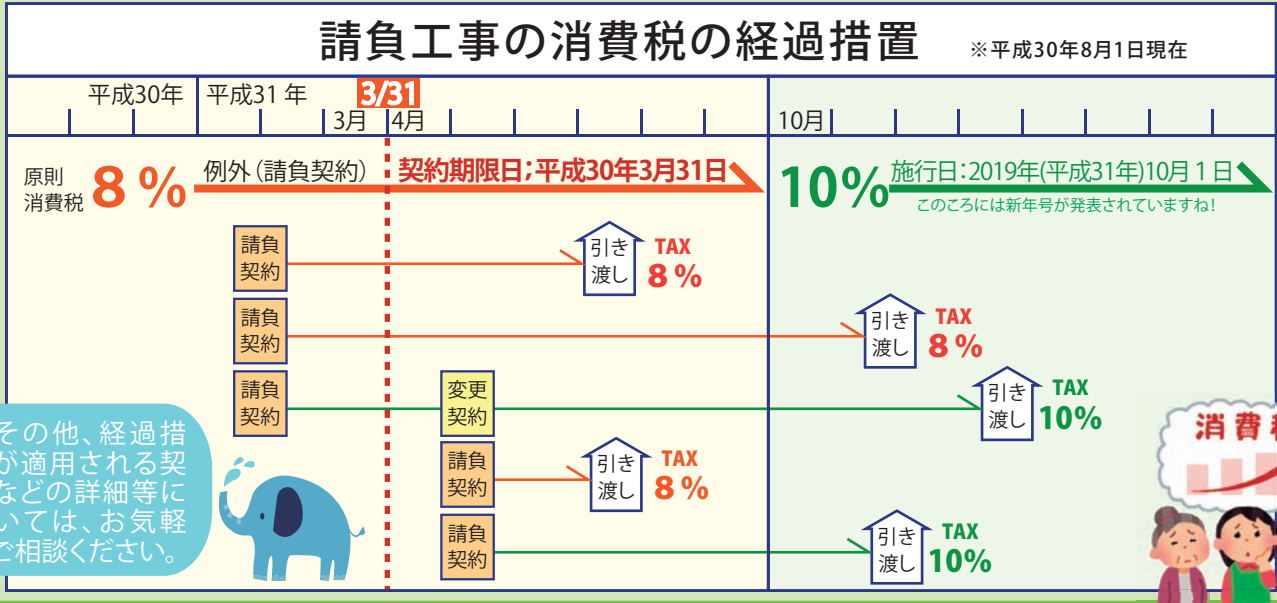 請負工事の消費税の経過措置
※平成30年8月1日現在
平成30年
平成31年
3/31
3月
4月
10月
原則
消費税
8%
例外(請負契約)
契約期限日;平成30年3月31日
10%
施行日:2019年(平成31年)10月1日
このころには新年号が発表されていますね!
請負
契約
引き
渡し
TAX
8%
請負
契約
引き
渡し
TAX
8%
請負
契約
変更
契約
引き
渡し
TAX
10%
請負
契約
引き
渡し
TAX
8%
請負
契約
引き
渡し
TAX
10%
その他、経過措
が適用される契
などの詳細等に
いては、お気軽
ご相談ください。
消費